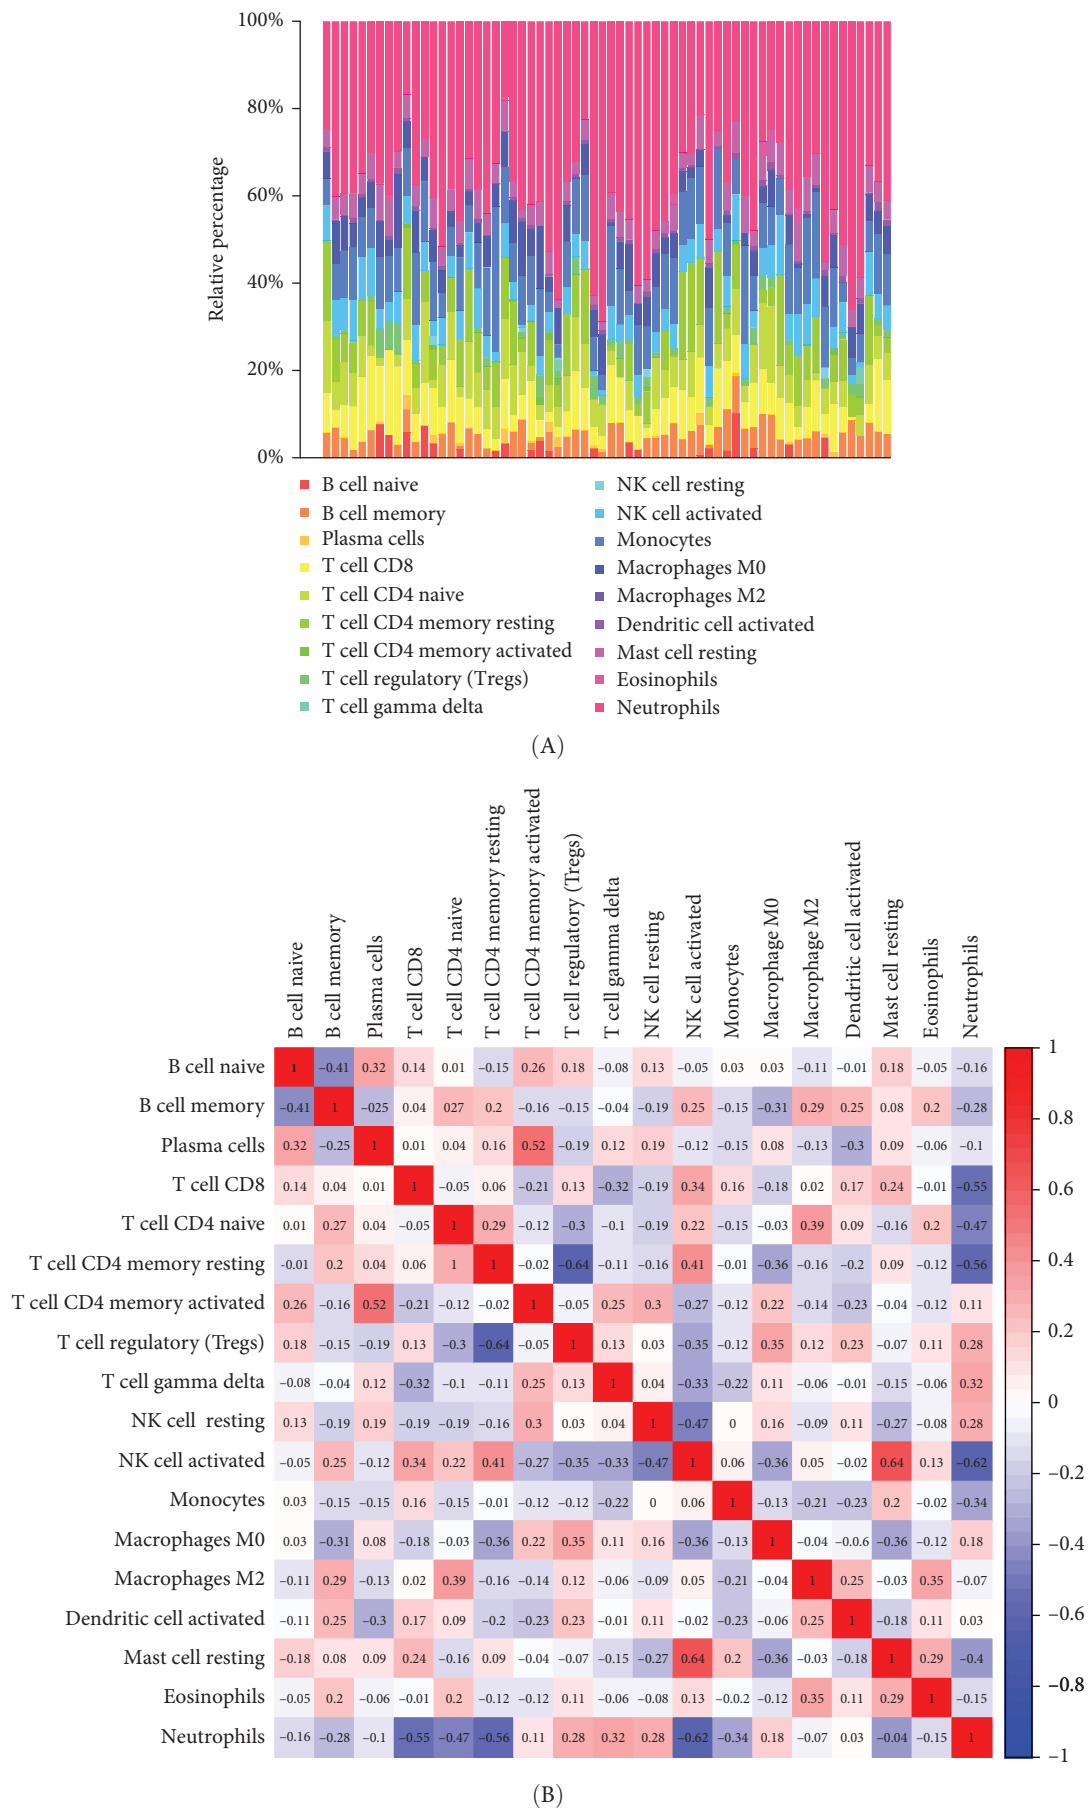 100%
80%
60%
40%
20%
0%
Relative percentage
B cell naive
B cell memory
Plasma cells
T cell CD8
T cell CD4 naive
T cell CD4 memory resting
T cell CD4 memory activated
T cell regulatory (Tregs)
T cell gamma delta
NK cell resting
NK cell activated
Monocytes
Macrophages M0
Macrophages M2
Dendritic cell activated
Mast cell resting
Eosinophils
Neutrophils
(A)
B cell naive
B cell memory
Plasma cells
T cell CD8
T cell CD4 naive
T cell CD4 memory resting
T cell CD4 memory activated
T cell regulatory (Tregs)
T cell gamma delta
NK cell resting
NK cell activated
Monocytes
Macrophage M0
Macrophage M2
Dendritic cell activated
Mast cell resting
Eosinophils
Neutrophils
B cell naive 1 −0.41 0.32 0.14 0.01 −0.15 0.26 0.18 −0.08 0.13 −0.05 0.03 0.03 −0.11 −0.01 0.18 −0.05 −0.16
B cell memory −0.41 1 −025 0.04 027 0.2 −0.16 −0.15 −0.04 −0.19 0.25 −0.15 −0.31 0.29 0.25 0.08 0.2 −0.28
Plasma cells 0.32 −0.25 1 0.01 0.04 0.16 0.52 −0.19 0.12 0.19 −0.12 −0.15 0.08 −0.13 −0.3 0.09 −0.06 −0.1
T cell CD8 0.14 0.04 0.01 1 −0.05 0.06 −0.21 0.13 −0.32 −0.19 0.34 0.16 −0.18 0.02 0.17 0.24 −0.01 −0.55
T cell CD4 naive 0.01 0.27 0.04 −0.05 1 0.29 −0.12 −0.3 −0.1 −0.19 0.22 −0.15 −0.03 0.39 0.09 −0.16 0.2 −0.47
T cell CD4 memory resting −0.01 0.2 0.04 0.06 1 1 −0.02 −0.64 −0.11 −0.16 0.41 −0.01 −0.36 −0.16 −0.2 0.09 −0.12 −0.56
T cell CD4 memory activated 0.26 −0.16 0.52 −0.21 −0.12 −0.02 1 −0.05 0.25 0.3 −0.27 −0.12 0.22 −0.14 −0.23 −0.04 −0.12 0.11
T cell regulatory (Tregs) 0.18 −0.15 −0.19 0.13 −0.3 −0.64 −0.05 1 0.13 0.03 −0.35 −0.12 0.35 0.12 0.23 −0.07 0.11 0.28
T cell gamma delta −0.08 −0.04 0.12 −0.32 −0.1 −0.11 0.25 0.13 1 0.04 −0.33 −0.22 0.11 −0.06 −0.01 −0.15 −0.06 0.32
NK cell resting 0.13 −0.19 0.19 −0.19 −0.19 −0.16 0.3 0.03 0.04 1 −0.47 0 0.16 −0.09 0.11 −0.27 −0.08 0.28
NK cell activated −0.05 0.25 −0.12 0.34 0.22 0.41 −0.27 −0.35 −0.33 −0.47 1 0.06 −0.36 0.05 −0.02 0.64 0.13 −0.62
Monocytes 0.03 −0.15 −0.15 0.16 −0.15 −0.01 −0.12 −0.12 −0.22 0 0.06 1 −0.13 −0.21 −0.23 0.2 −0.02 −0.34
Macrophages M0 0.03 −0.31 0.08 −0.18 −0.03 −0.36 0.22 0.35 0.11 0.16 −0.36 −0.13 1 −0.04 −0.6 −0.36 −0.12 0.18
Macrophages M2 −0.11 0.29 −0.13 0.02 0.39 −0.16 −0.14 0.12 −0.06 −0.09 0.05 −0.21 −0.04 1 0.25 −0.03 0.35 −0.07
Dendritic cell activated −0.11 0.25 −0.3 0.17 0.09 −0.2 −0.23 0.23 −0.01 0.11 −0.02 −0.23 −0.06 0.25 1 −0.18 0.11 0.03
Mast cell resting −0.18 0.08 0.09 0.24 −0.16 0.09 −0.04 −0.07 −0.15 −0.27 0.64 0.2 −0.36 −0.03 −0.18 1 0.29 −0.4
Eosinophils −0.05 0.2 −0.06 −0.01 0.2 −0.12 −0.12 0.11 −0.06 −0.08 0.13 −0.0.2 −0.12 0.35 0.11 0.29 1 −0.15
Neutrophils −0.16 −0.28 −0.1 −0.55 −0.47 −0.56 0.11 0.28 0.32 0.28 −0.62 −0.34 0.18 −0.07 0.03 −0.04 −0.15 1
1
0.8
0.6
0.4
0.2
0
−0.2
−0.4
−0.6
−0.8
−1
(B)